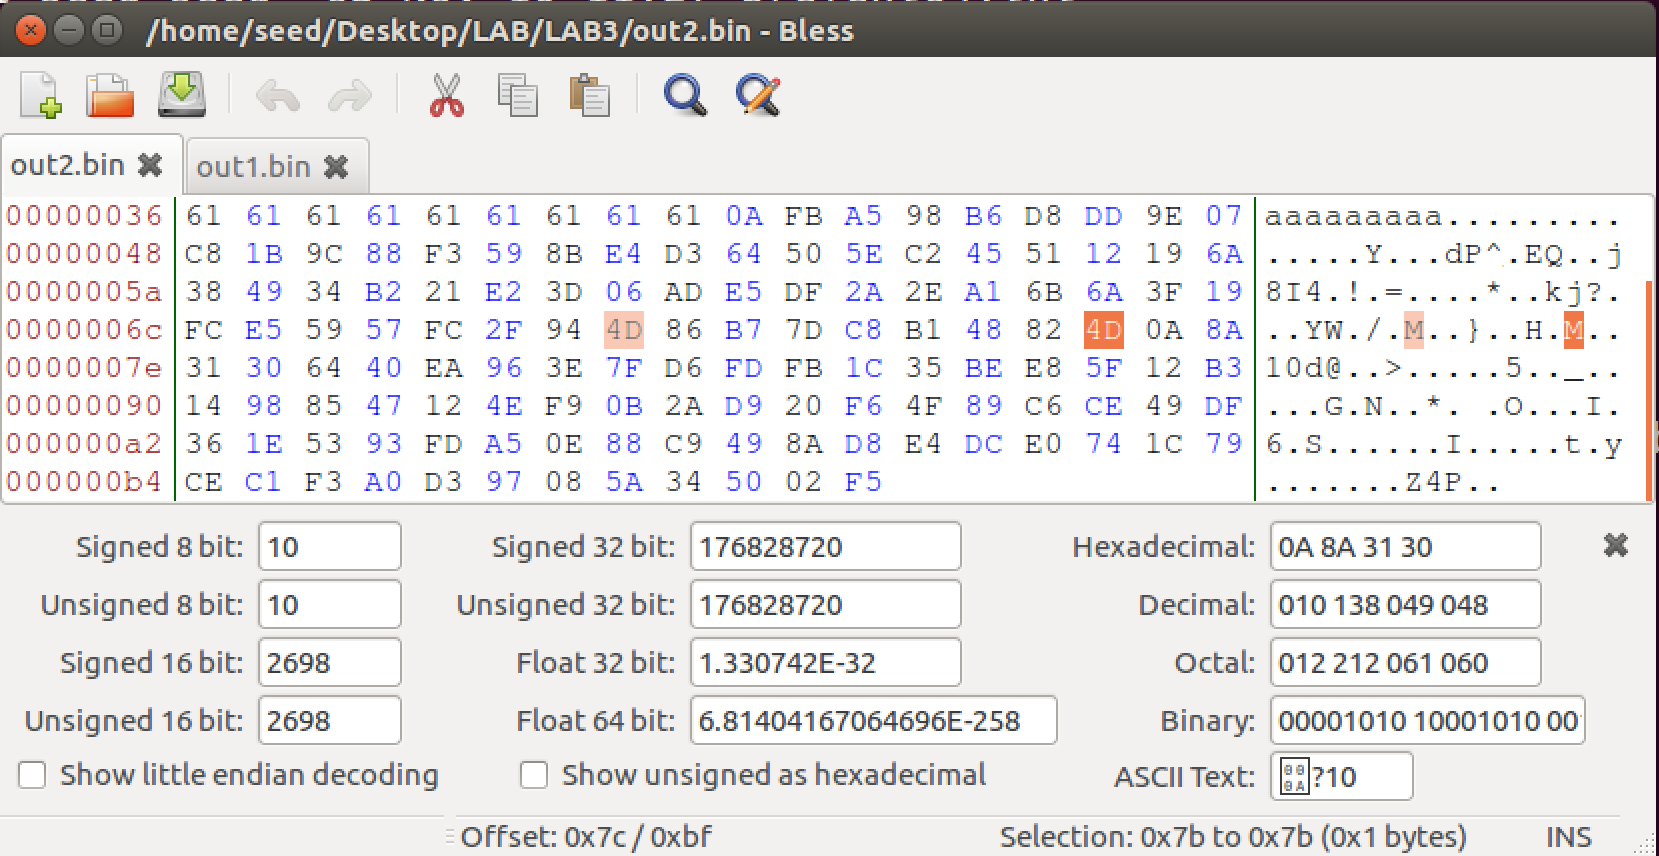 /home/seed/Desktop/LAB/LAB3/out2.bin - Bless
out2.bin out1.bin
00000036 61 61 61 61 61 61 61 61 61 0A FB A5 98 B6 D8 DD 9E 07 aaaaaaaaa.........
00000048 C8 1B 9C 88 F3 59 8B E4 D3 64 50 5E C2 45 51 12 19 6A .....Y...dP^.EQ..j
0000005a 38 49 34 B2 21 E2 3D 06 AD E5 DF 2A 2E A1 6B 6A 3F 19 8I4.!.=....*..kj?.
0000006c FC E5 59 57 FC 2F 94 4D 86 B7 7D C8 B1 48 82 4D 0A 8A ..YW./.M..}..H.M..
0000007e 31 30 64 40 EA 96 3E 7F D6 FD FB 1C 35 BE E8 5F 12 B3 10d@..>.....5.._..
00000090 14 98 85 47 12 4E F9 0B 2A D9 20 F6 4F 89 C6 CE 49 DF ...G.N..*. .O...I.
000000a2 36 1E 53 93 FD A5 0E 88 C9 49 8A D8 E4 DC E0 74 1C 79 6.S......I.....t.y
000000b4 CE C1 F3 A0 D3 97 08 5A 34 50 02 F5 .......Z4P..
Signed 8 bit: 10 Signed 32 bit: 176828720 Hexadecimal: 0A 8A 31 30
Unsigned 8 bit: 10 Unsigned 32 bit: 176828720 Decimal: 010 138 049 048
Signed 16 bit: 2698 Float 32 bit: 1.330742E-32 Octal: 012 212 061 060
Unsigned 16 bit: 2698 Float 64 bit: 6.81404167064696E-258 Binary: 00001010 10001010 00
Show little endian decoding Show unsigned as hexadecimal ASCII Text: ?10
Offset: 0x7c / 0xbf Selection: 0x7b to 0x7b (0x1 bytes) INS